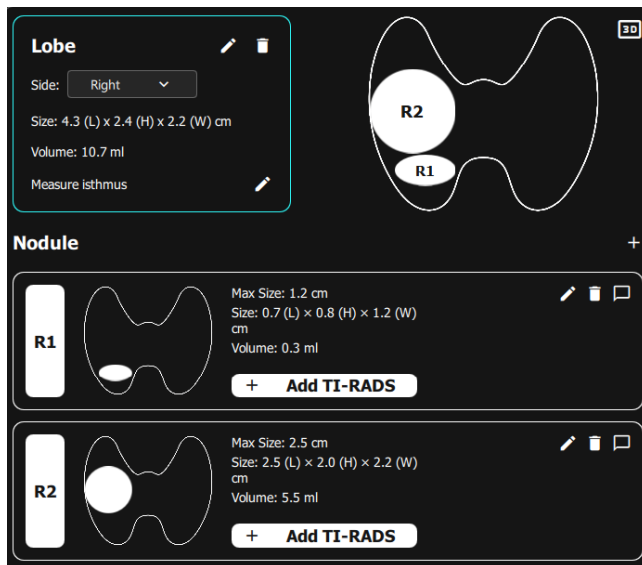 Lobe
Side: Right
Size: 4.3 (L) x 2.4 (H) x 2.2 (W) cm
Volume: 10.7 ml
Measure isthmus
3D
R2
R1
Nodule +
R1
Max Size: 1.2 cm
Size: 0.7 (L) × 0.8 (H) × 1.2 (W)
cm
Volume: 0.3 ml
+ Add TI-RADS
R2
Max Size: 2.5 cm
Size: 2.5 (L) × 2.0 (H) × 2.2 (W)
cm
Volume: 5.5 ml
+ Add TI-RADS